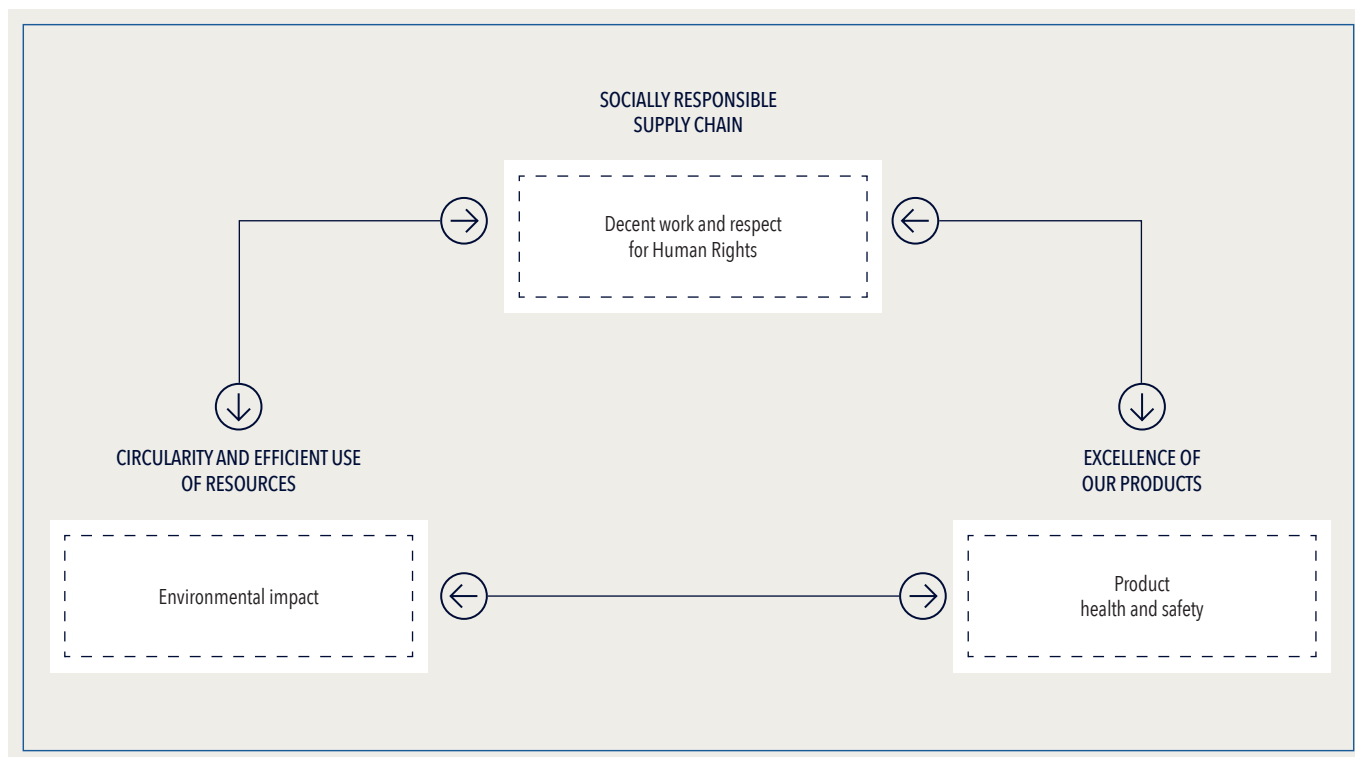 SOCIALLY RESPONSIBLE
SUPPLY CHAIN
Decent work and respect
for Human Rights
CIRCULARITY AND EFFICIENT USE
OF RESOURCES
EXCELLENCE OF
OUR PRODUCTS
Environmental impact
Product
health and safety